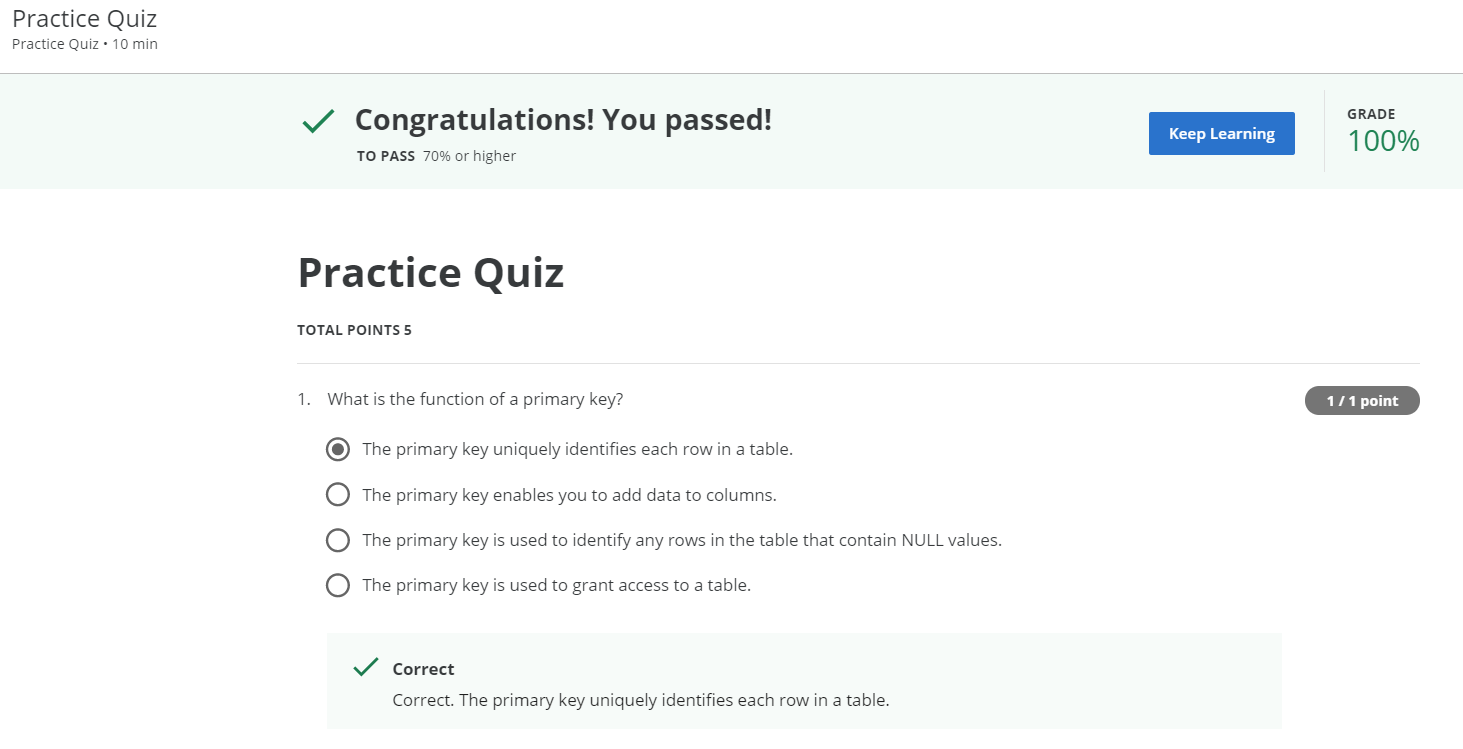 Practice Quiz
Practice Quiz • 10 min
Congratulations! You passed!
TO PASS 70% or higher
Keep Learning
GRADE
100%
Practice Quiz
TOTAL POINTS 5
1. What is the function of a primary key?
1 / 1 point
The primary key uniquely identifies each row in a table.
The primary key enables you to add data to columns.
The primary key is used to identify any rows in the table that contain NULL values.
The primary key is used to grant access to a table.
Correct
Correct. The primary key uniquely identifies each row in a table.